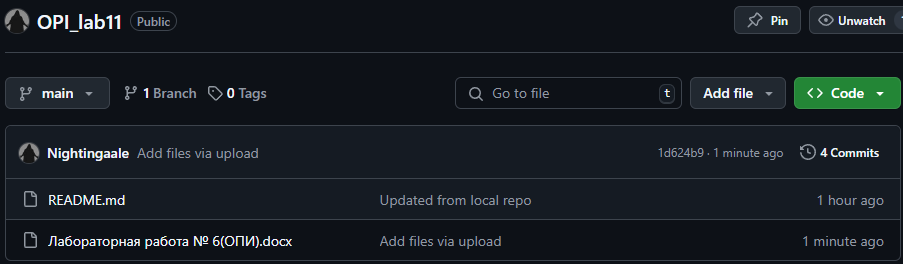 OPI_lab11 Public Pin Unwatch
main 1 Branch 0 Tags Go to file t Add file Code
Nightingaale Add files via upload 1d624b9 · 1 minute ago 4 Commits
README.md Updated from local repo 1 hour ago
Лабораторная работа № 6(ОПИ).docx Add files via upload 1 minute ago